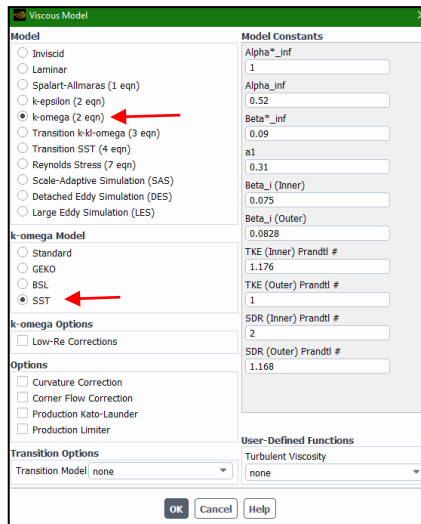 Viscous Model
Model
Inviscid
Laminar
Spalart-Allmaras (1 eqn)
k-epsilon (2 eqn)
k-omega (2 eqn)
Transition k-kl-omega (3 eqn)
Transition SST (4 eqn)
Reynolds Stress (7 eqn)
Scale-Adaptive Simulation (SAS)
Detached Eddy Simulation (DES)
Large Eddy Simulation (LES)
k-omega Model
Standard
GEKO
BSL
SST
k-omega Options
Low-Re Corrections
Options
Curvature Correction
Corner Flow Correction
Production Kato-Launder
Production Limiter
Transition Options
Transition Model none
Model Constants
Alpha*_inf
1
Alpha_inf
0.52
Beta*_inf
0.09
a1
0.31
Beta_i (Inner)
0.075
Beta_i (Outer)
0.0828
TKE (Inner) Prandtl #
1.176
TKE (Outer) Prandtl #
1
SDR (Inner) Prandtl #
2
SDR (Outer) Prandtl #
1.168
User-Defined Functions
Turbulent Viscosity
none
OK Cancel Help